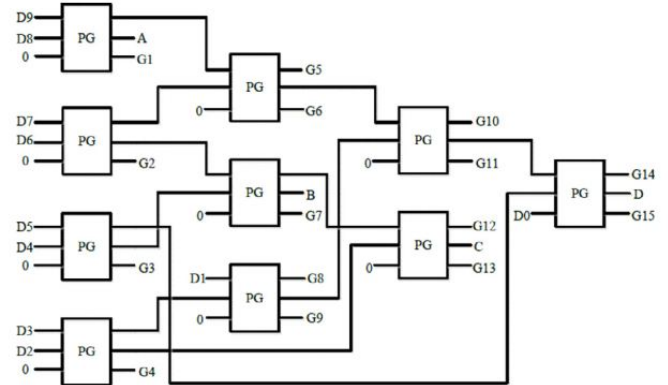 D9
D8 PG A
0 G1
PG G5
0 G6
D7
D6 PG
0 G2
PG G10
0 G11
PG B
0 G7
PG G14
D
D0 G15
D5
D4 PG
0 G3
PG G12
C
0 G13
D1 G8
PG
0 G9
D3
D2 PG
0 G4